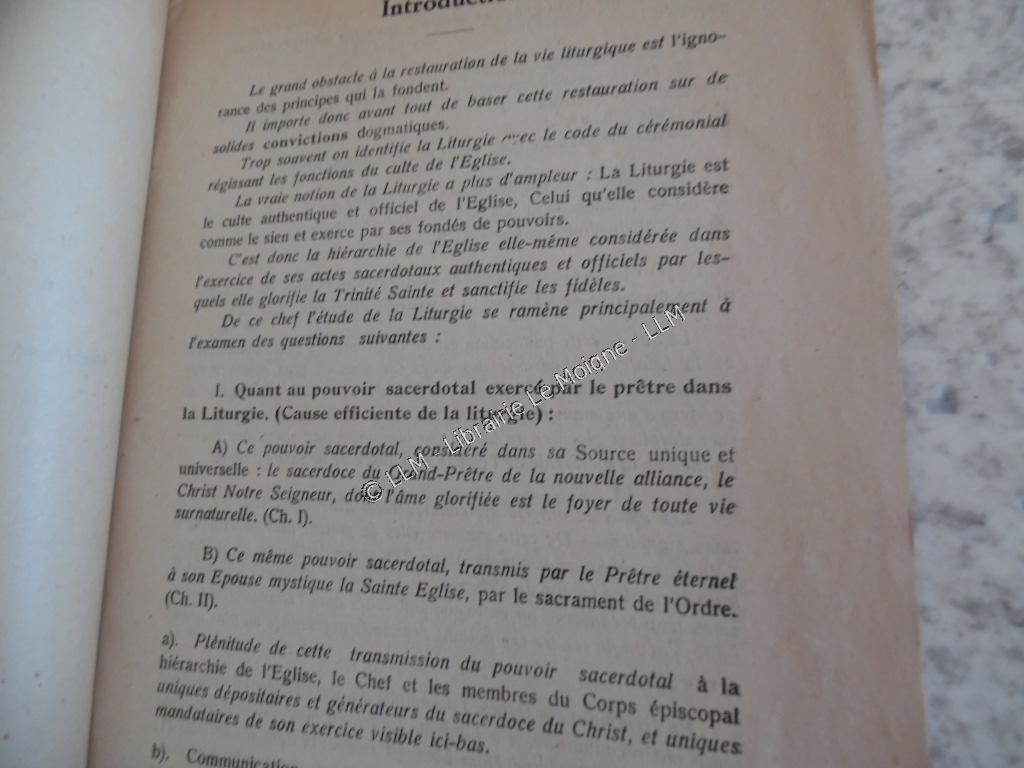 Introduction
Le grand obstacle à la restauration de la vie liturgique est l'igno-
rance des principes qui la fondent.
Il importe donc avant tout de baser cette restauration sur de
solides convictions dogmatiques.
Trop souvent on identifie la Liturgie avec le code du cérémonial
régissant les fonctions du culte de l'Eglise.
La vraie notion de la Liturgie a plus d'ampleur : La Liturgie est
le culte authentique et officiel de l'Eglise, Celui qu'elle considère
comme le sien et exerce par ses fondés de pouvoirs.
C'est donc la hiérarchie de l'Eglise elle-même considérée dans
l'exercice de ses actes sacerdotaux authentiques et officiels par les-
quels elle glorifie la Trinité Sainte et sanctifie les fidèles.
De ce chef l'étude de la Liturgie se ramène principalement à
l'examen des questions suivantes :
I. Quant au pouvoir sacerdotal exercé par le prêtre dans
la Liturgie. (Cause efficiente de la liturgie) :
A) Ce pouvoir sacerdotal, considéré dans sa Source unique et
universelle : le sacerdoce du Grand-Prêtre de la nouvelle alliance, le
Christ Notre Seigneur, dont l'âme glorifiée est le foyer de toute vie
surnaturelle. (Ch. I).
B) Ce même pouvoir sacerdotal, transmis par le Prêtre éternel
à son Epouse mystique la Sainte Eglise, par le sacrament de l'Ordre.
(Ch. II).
a). Plénitude de cette transmission du pouvoir sacerdotal à la
hiérarchie de l'Eglise, le Chef et les membres du Corps épiscopal
uniques dépositaires et générateurs du sacerdoce du Christ, et uniques
mandataires de son exercice visible ici-bas.
b). Communication
© LLM - Librairie Le Moigne - LLM